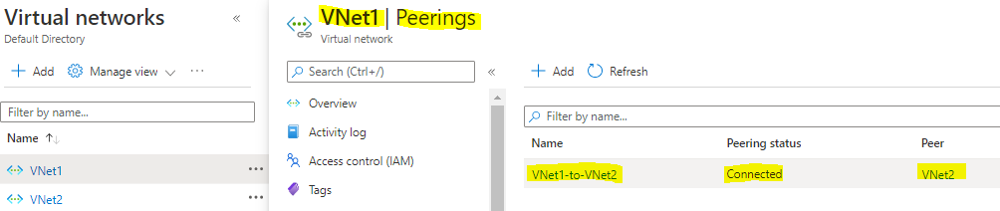 Virtual networks
«
Default Directory
+ Add
Manage view
...
Filter by name...
Name ↑↓
VNet1
...
VNet2
...
VNet1 | Peerings
Virtual network
Search (Ctrl+/)
«
Overview
Activity log
Access control (IAM)
Tags
+ Add
Refresh
Filter by name...
Name Peering status Peer
VNet1-to-VNet2 Connected VNet2